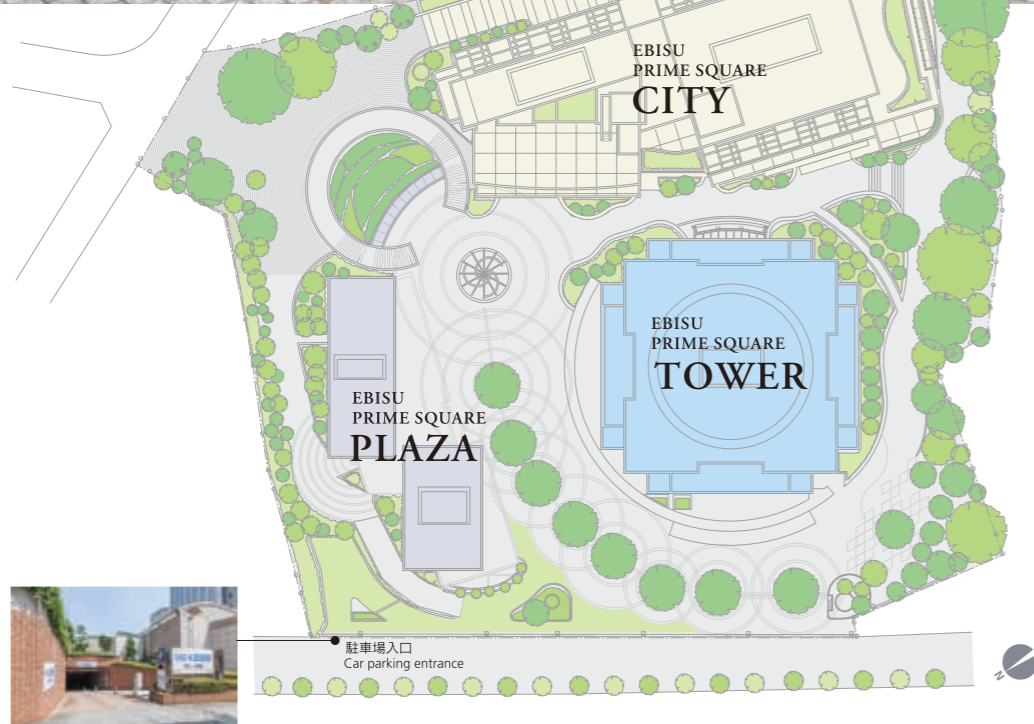 EBISU
PRIME SQUARE
CITY
EBISU
PRIME SQUARE
TOWER
EBISU
PRIME SQUARE
PLAZA
駐車場入口
Car parking entrance
N